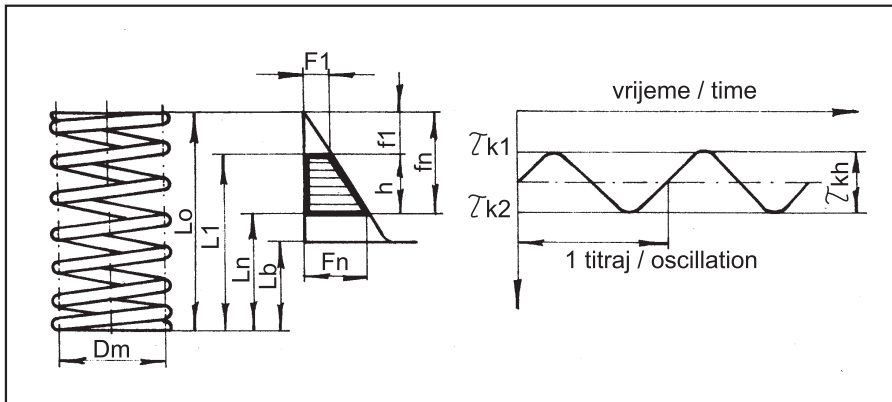 F1
vrijeme / time
f1
fn
h
τk1
τk2
τkh
Lo
L1
Ln
Lb
Fn
1 titraj / oscillation
Dm